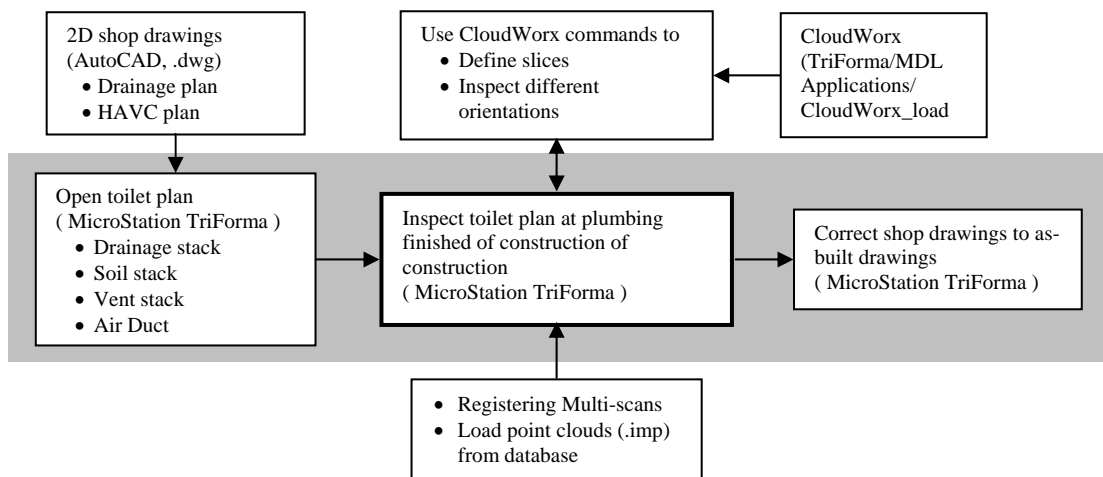 2D shop drawings
(AutoCAD, .dwg)
• Drainage plan
• HAVC plan
Use CloudWorx commands to
• Define slices
• Inspect different
orientations
CloudWorx
(TriForma/MDL
Applications/
CloudWorx_load
Open toilet plan
( MicroStation TriForma )
• Drainage stack
• Soil stack
• Vent stack
• Air Duct
Inspect toilet plan at plumbing
finished of construction of
construction
( MicroStation TriForma )
Correct shop drawings to as-
built drawings
( MicroStation TriForma )
• Registering Multi-scans
• Load point clouds (.imp)
from database